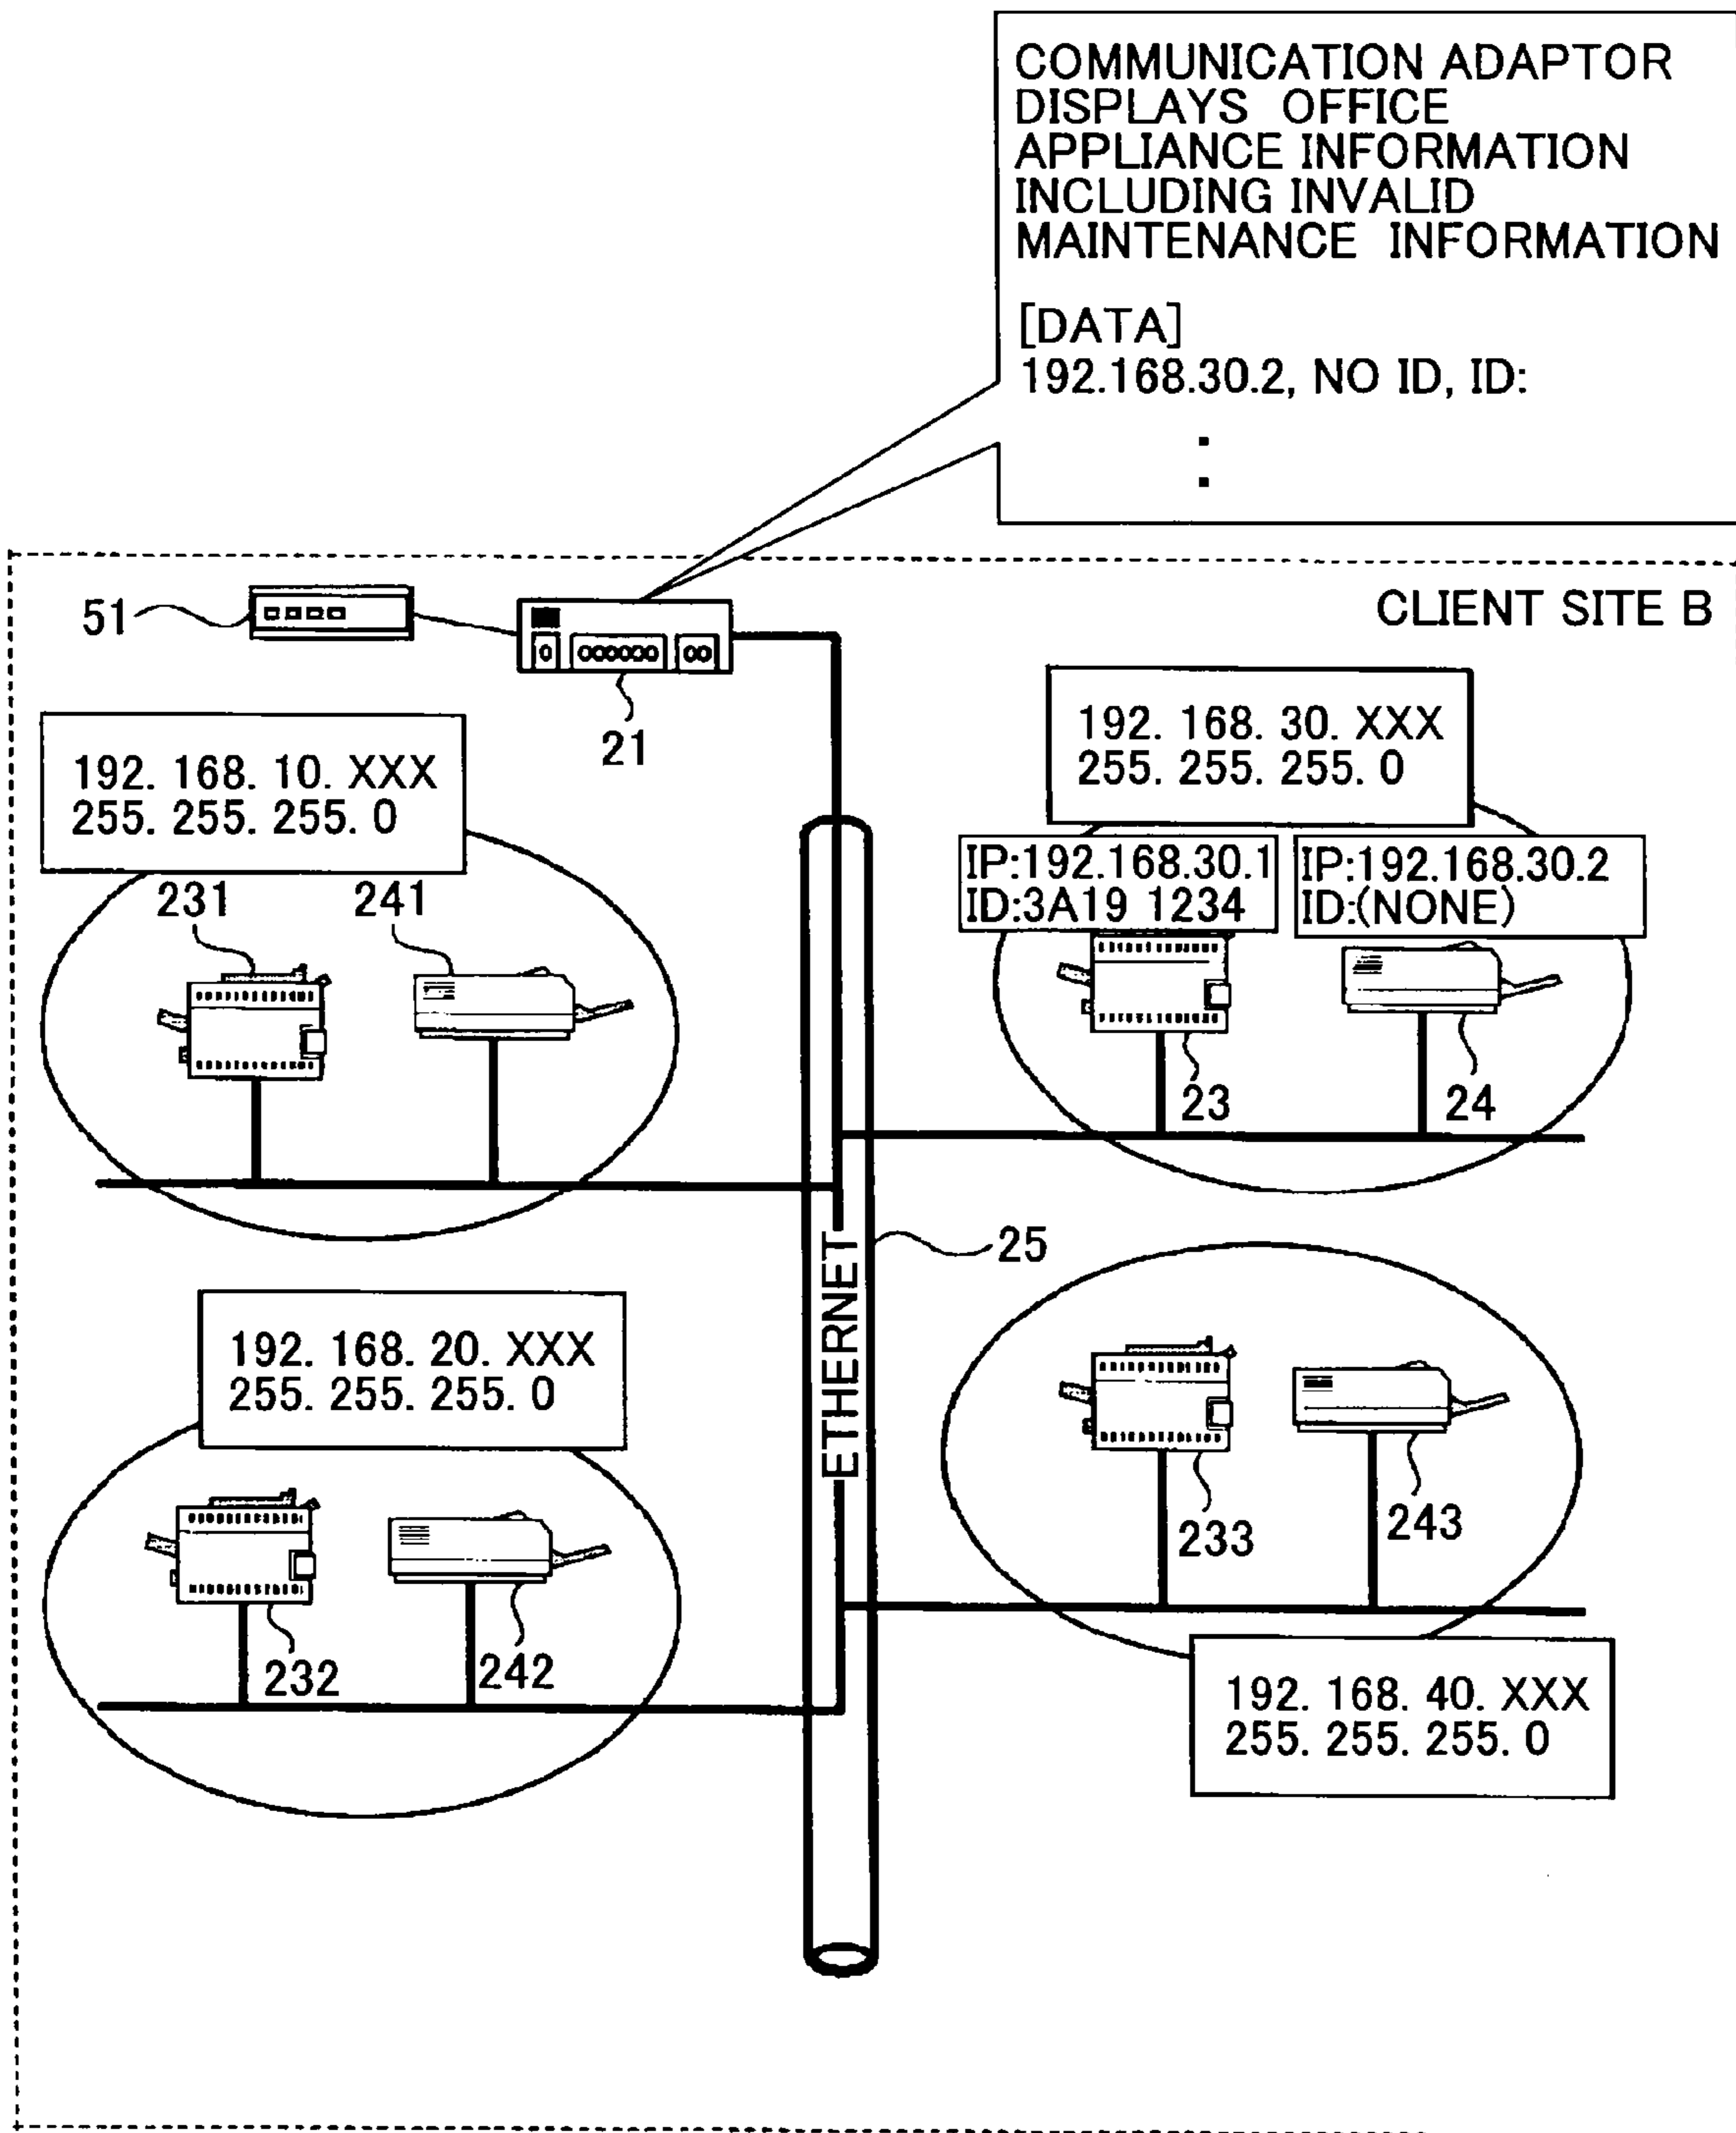 COMMUNICATION ADAPTOR
DISPLAYS OFFICE
APPLIANCE INFORMATION
INCLUDING INVALID
MAINTENANCE INFORMATION
[DATA]
192.168.30.2, NO ID, ID:
:
CLIENT SITE B
51
21
192. 168. 10. XXX
255. 255. 255. 0
231
241
192. 168. 30. XXX
255. 255. 255. 0
IP:192.168.30.1
ID:3A19 1234
IP:192.168.30.2
ID:(NONE)
23
24
ETHERNET
25
192. 168. 20. XXX
255. 255. 255. 0
232
242
233
243
192. 168. 40. XXX
255. 255. 255. 0